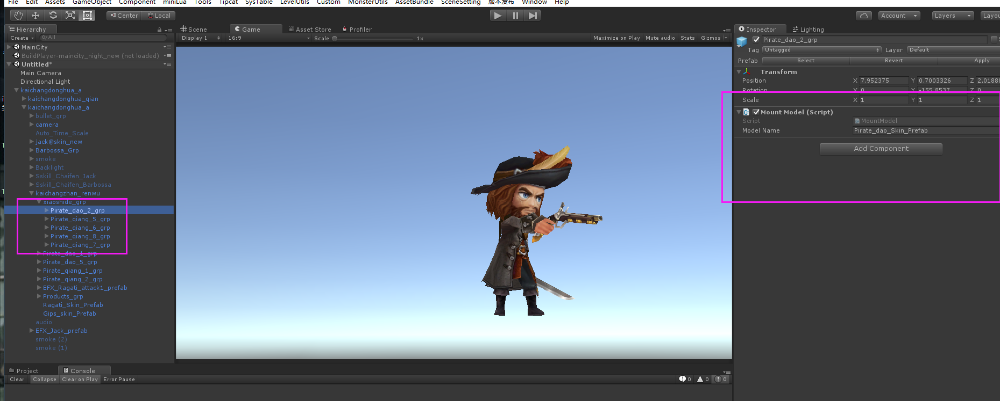 File Edit Assets GameObject Component miniLua Tools Tipcat SysTable LevelUtils Custom MonsterUtils AssetBundle SceneSetting 版本发布 Window Help
Center Local
Account Layers Layou
Hierarchy
Create All
MainCity
BuildPlayer-maincity_night_new (not loaded)
Untitled*
Main Camera
Directional Light
kaichangdonghua_a
kaichangdonghua_qian
kaichangdonghua_a
bullet_grp
camera
Auto_Time_Scale
jack@skin_new
Barbossa_Grp
smoke
Backlight
Sskill_Chaifen_Jack
Sskill_Chaifen_Barbossa
kaichangzhan_renwu
xiaoshide_grp
Pirate_dao_2_grp
Pirate_qiang_5_grp
Pirate_qiang_6_grp
Pirate_qiang_8_grp
Pirate_qiang_7_grp
Pirate_dao_1_grp
Pirate_dao_5_grp
Pirate_qiang_1_grp
Pirate_qiang_2_grp
EFX_Ragati_attack1_prefab
Products_grp
Ragati_Skin_Prefab
Gips_skin_Prefab
audio
EFX_Jack_prefab
smoke (2)
smoke (1)
Scene Game Asset Store Profiler
Display 1 16:9 Scale 1x Maximize on Play Mute audio Stats Gizmos
Inspector Lighting
Pirate_dao_2_grp
Tag Untagged Layer Default
Prefab Select Revert Apply
Transform
Position X 7.952375 Y 0.7003326 Z 2.01888
Rotation X 0 Y -155.8537 Z 0
Scale X 1 Y 1 Z 1
Mount Model (Script)
Script MountModel
Model Name Pirate_dao_Skin_Prefab
Add Component
Project Console
Clear Collapse Clear on Play Error Pause 0 0 0